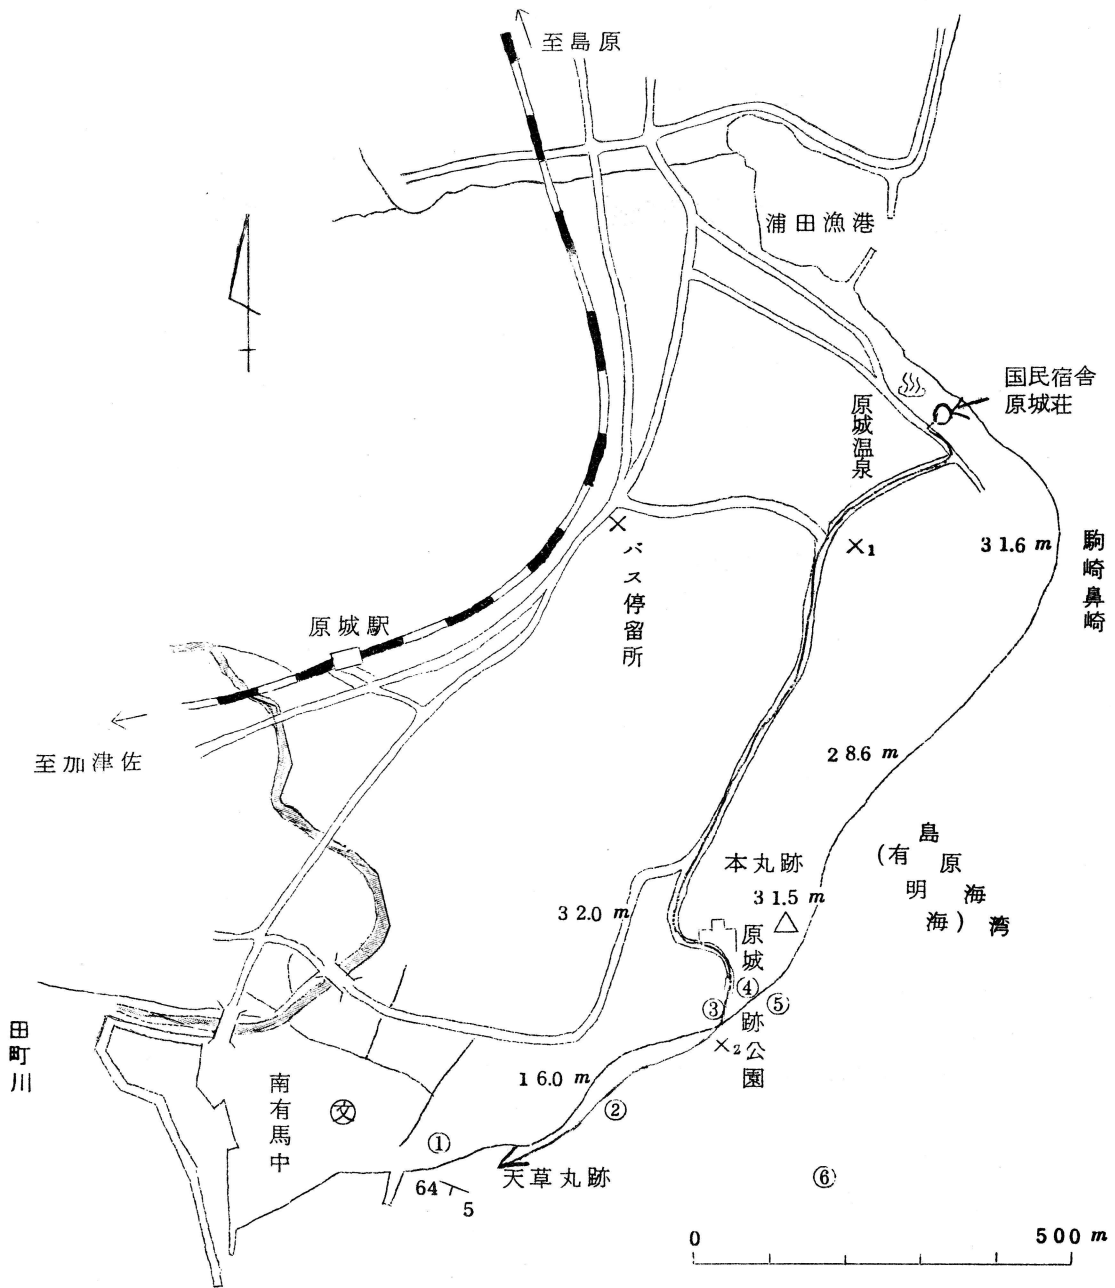 至島原
浦田漁港
国民宿舎
原城荘
原城温泉
×1
31.6 m
駒崎鼻崎
バス停留所
原城駅
至加津佐
28.6 m
島原海湾
(有明海)
本丸跡
31.5 m
32.0 m
原城跡公園
④
③
⑤
×2
田町川
16.0 m
南有馬中
文
②
①
天草丸跡
64
5
⑥
0
500 m